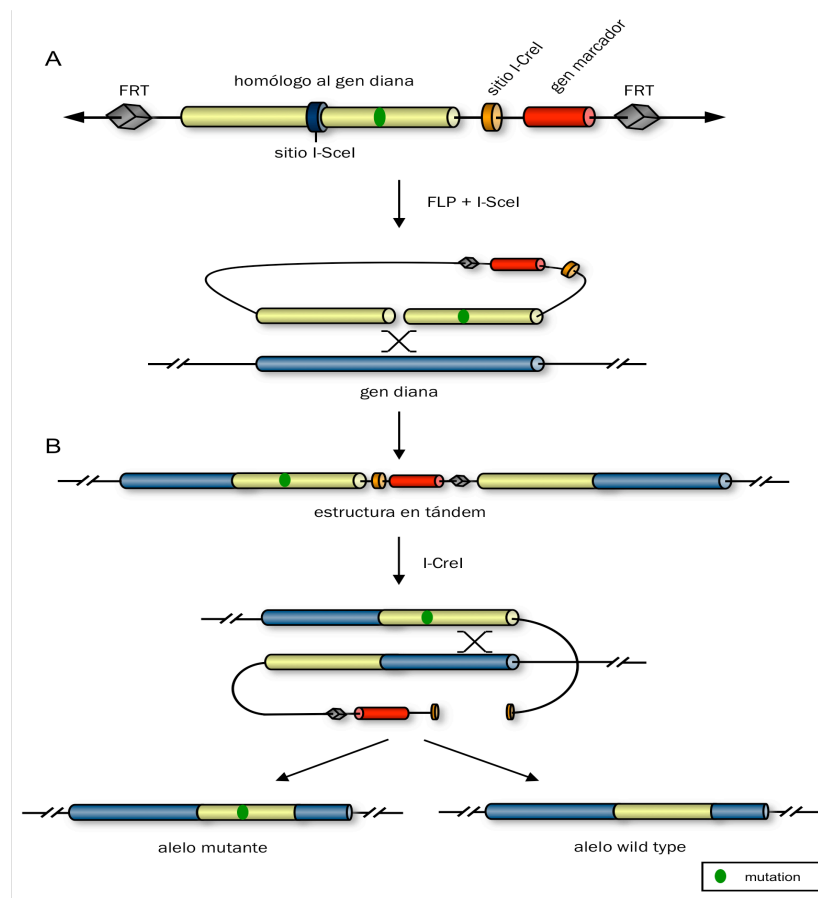 A
FRT
homólogo al gen diana
sitio I-CreI
gen marcador
FRT
sitio I-SceI
FLP + I-SceI
gen diana
B
estructura en tándem
I-CreI
alelo mutante
alelo wild type
mutation